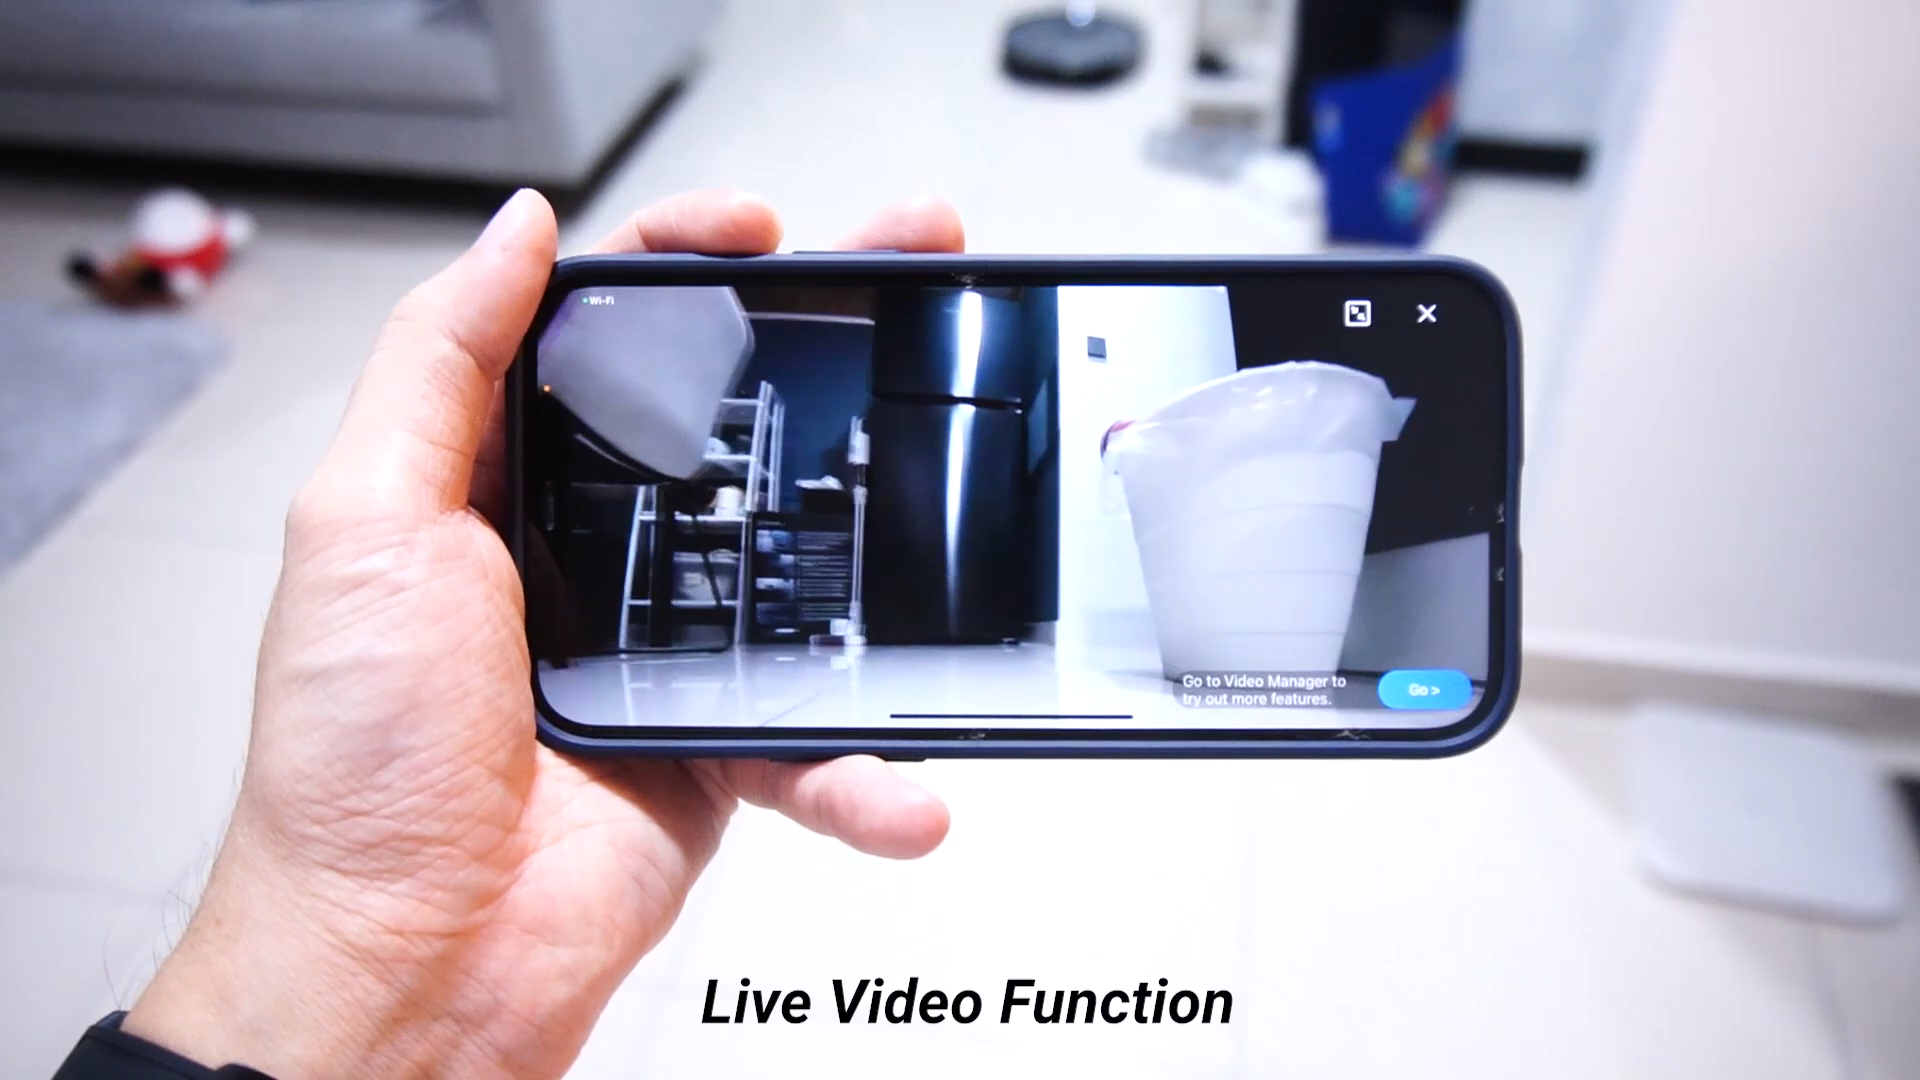 Wi-Fi
Go to Video Manager to
try out more features.
Go >
Live Video Function